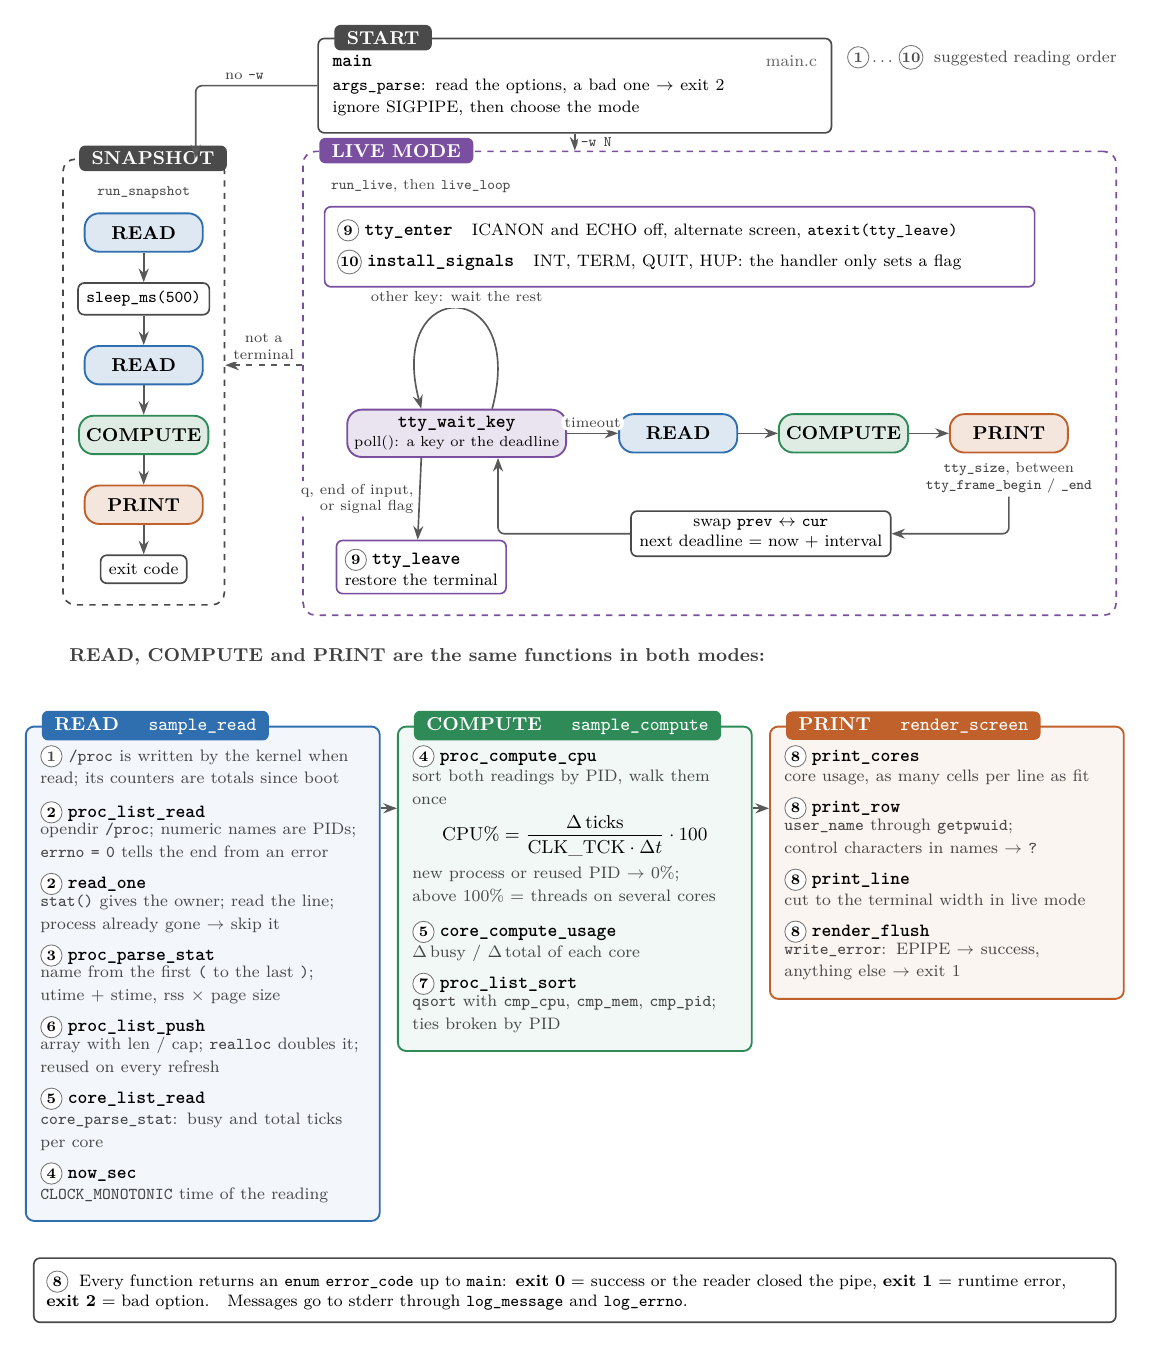 START
main main.c
args_parse: read the options, a bad one → exit 2
ignore SIGPIPE, then choose the mode
1 ... 10 suggested reading order
no -w
-w N
SNAPSHOT
run_snapshot
READ
sleep_ms(500)
READ
COMPUTE
PRINT
exit code
not a
terminal
LIVE MODE
run_live, then live_loop
9 tty_enter ICANON and ECHO off, alternate screen, atexit(tty_leave)
10 install_signals INT, TERM, QUIT, HUP: the handler only sets a flag
other key: wait the rest
tty_wait_key
poll(): a key or the deadline
timeout
READ
COMPUTE
PRINT
tty_size, between
tty_frame_begin / _end
q, end of input,
or signal flag
swap prev ↔ cur
next deadline = now + interval
9 tty_leave
restore the terminal
READ, COMPUTE and PRINT are the same functions in both modes:
READ sample_read
1 /proc is written by the kernel when
read; its counters are totals since boot
2 proc_list_read
opendir /proc; numeric names are PIDs;
errno = 0 tells the end from an error
2 read_one
stat() gives the owner; read the line;
process already gone → skip it
3 proc_parse_stat
name from the first ( to the last );
utime + stime, rss × page size
6 proc_list_push
array with len / cap; realloc doubles it;
reused on every refresh
5 core_list_read
core_parse_stat: busy and total ticks
per core
4 now_sec
CLOCK_MONOTONIC time of the reading
COMPUTE sample_compute
4 proc_compute_cpu
sort both readings by PID, walk them
once
CPU% = Δ ticks / CLK_TCK · Δt · 100
new process or reused PID → 0%;
above 100% = threads on several cores
5 core_compute_usage
Δ busy / Δ total of each core
7 proc_list_sort
qsort with cmp_cpu, cmp_mem, cmp_pid;
ties broken by PID
PRINT render_screen
8 print_cores
core usage, as many cells per line as fit
8 print_row
user_name through getpwuid;
control characters in names → ?
8 print_line
cut to the terminal width in live mode
8 render_flush
write_error: EPIPE → success,
anything else → exit 1
8 Every function returns an enum error_code up to main: exit 0 = success or the reader closed the pipe, exit 1 = runtime error,
exit 2 = bad option. Messages go to stderr through log_message and log_errno.